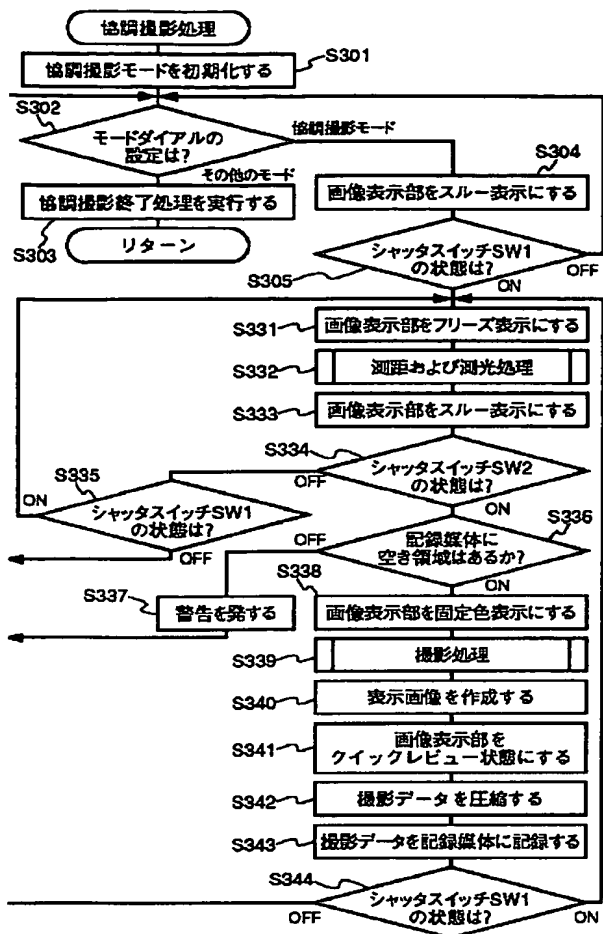 協調撮影処理
S301
協調撮影モードを初期化する
S302
モードダイアルの
設定は?
協調撮影モード
その他のモード
S303
協調撮影終了処理を実行する
リターン
S304
画像表示部をスルー表示にする
S305
シャッタスイッチSW1
の状態は?
OFF
ON
S331
画像表示部をフリーズ表示にする
S332
測距および測光処理
S333
画像表示部をスルー表示にする
S334
シャッタスイッチSW2
の状態は?
OFF
ON
S335
シャッタスイッチSW1
の状態は?
ON
OFF
S336
記録媒体に
空き領域はあるか?
OFF
ON
S337
警告を発する
S338
画像表示部を固定色表示にする
S339
撮影処理
S340
表示画像を作成する
S341
画像表示部を
クイックレビュー状態にする
S342
撮影データを圧縮する
S343
撮影データを記録媒体に記録する
S344
シャッタスイッチSW1
の状態は?
OFF
ON